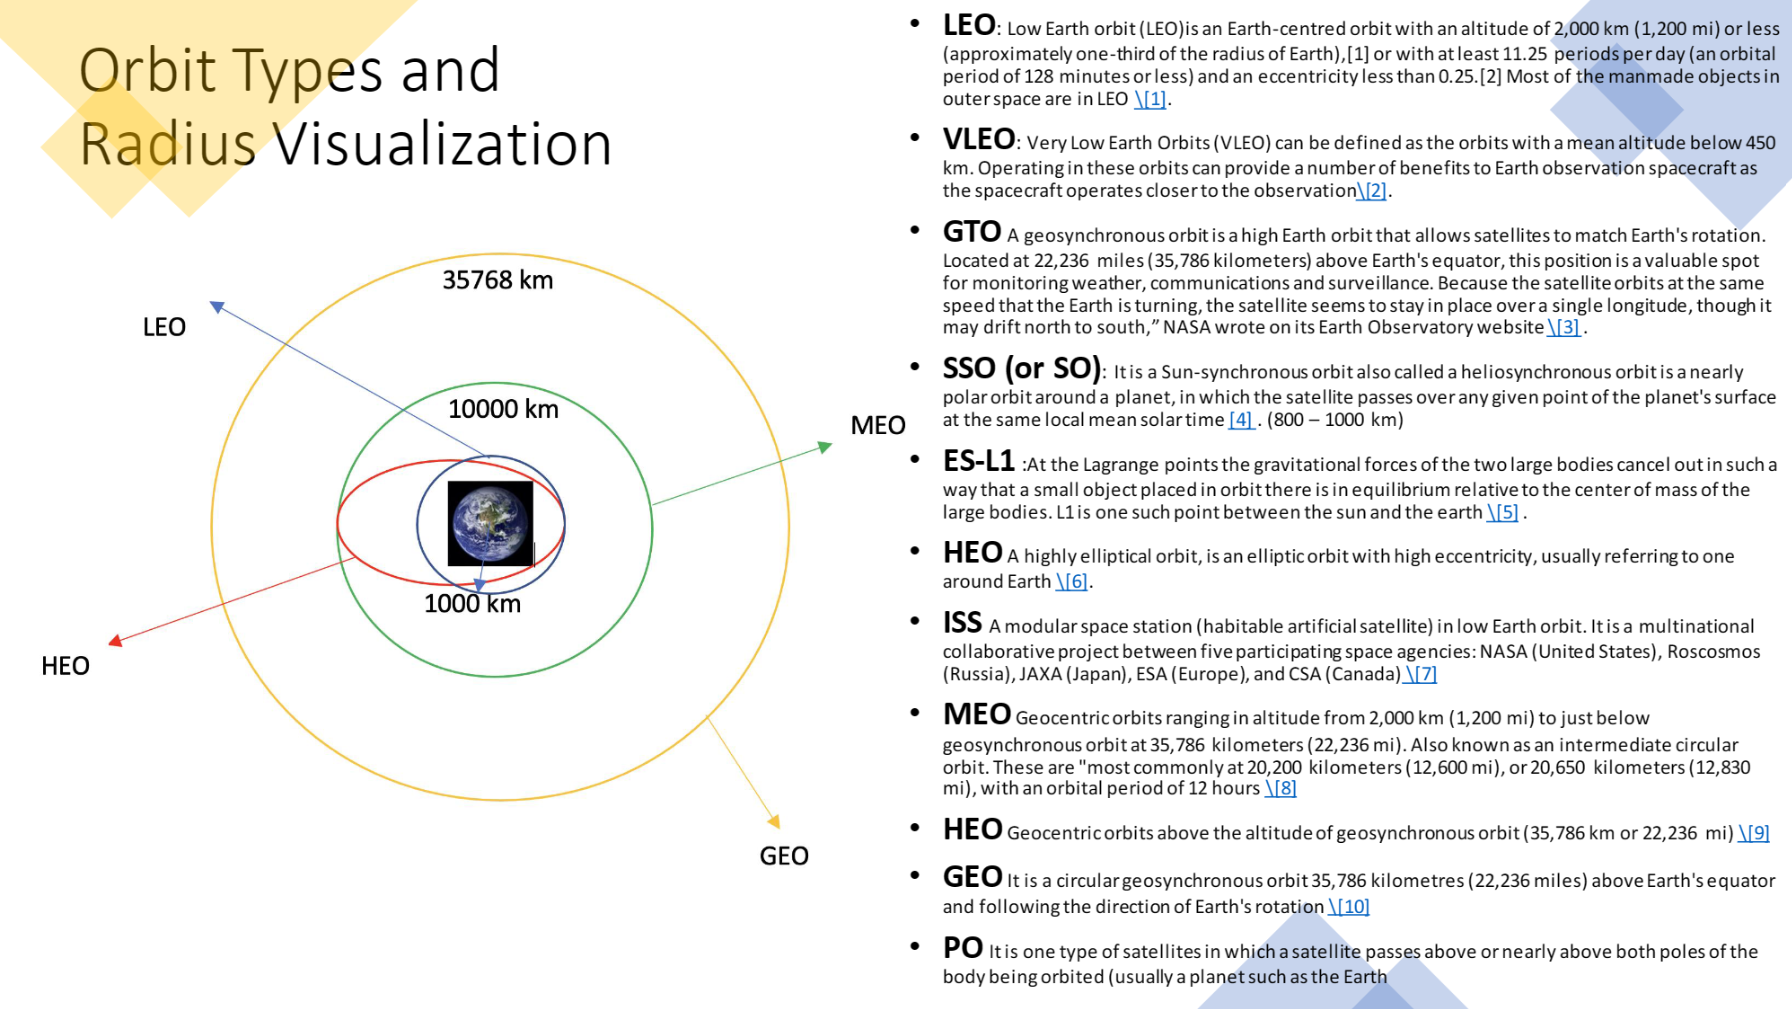 Orbit Types and
Radius Visualization
35768 km
LEO
10000 km
MEO
1000 km
HEO
GEO
• LEO: Low Earth orbit (LEO)is an Earth-centred orbit with an altitude of 2,000 km (1,200 mi) or less
(approximately one-third of the radius of Earth),[1] or with at least 11.25 periods per day (an orbital
period of 128 minutes or less) and an eccentricity less than 0.25.[2] Most of the manmade objects in
outer space are in LEO \[1].
• VLEO: Very Low Earth Orbits (VLEO) can be defined as the orbits with a mean altitude below 450
km. Operating in these orbits can provide a number of benefits to Earth observation spacecraft as
the spacecraft operates closer to the observation\[2].
• GTO A geosynchronous orbit is a high Earth orbit that allows satellites to match Earth's rotation.
Located at 22,236 miles (35,786 kilometers) above Earth's equator, this position is a valuable spot
for monitoring weather, communications and surveillance. Because the satellite orbits at the same
speed that the Earth is turning, the satellite seems to stay in place over a single longitude, though it
may drift north to south,” NASA wrote on its Earth Observatory website \[3] .
• SSO (or SO): It is a Sun-synchronous orbit also called a heliosynchronous orbit is a nearly
polar orbit around a planet, in which the satellite passes over any given point of the planet's surface
at the same local mean solar time [4] . (800 – 1000 km)
• ES-L1 :At the Lagrange points the gravitational forces of the two large bodies cancel out in such a
way that a small object placed in orbit there is in equilibrium relative to the center of mass of the
large bodies. L1 is one such point between the sun and the earth \[5] .
• HEO A highly elliptical orbit, is an elliptic orbit with high eccentricity, usually referring to one
around Earth \[6].
• ISS A modular space station (habitable artificial satellite) in low Earth orbit. It is a multinational
collaborative project between five participating space agencies: NASA (United States), Roscosmos
(Russia), JAXA (Japan), ESA (Europe), and CSA (Canada) \[7]
• MEO Geocentric orbits ranging in altitude from 2,000 km (1,200 mi) to just below
geosynchronous orbit at 35,786 kilometers (22,236 mi). Also known as an intermediate circular
orbit. These are "most commonly at 20,200 kilometers (12,600 mi), or 20,650 kilometers (12,830
mi), with an orbital period of 12 hours \[8]
• HEO Geocentric orbits above the altitude of geosynchronous orbit (35,786 km or 22,236 mi) \[9]
• GEO It is a circular geosynchronous orbit 35,786 kilometres (22,236 miles) above Earth's equator
and following the direction of Earth's rotation \[10]
• PO It is one type of satellites in which a satellite passes above or nearly above both poles of the
body being orbited (usually a planet such as the Earth